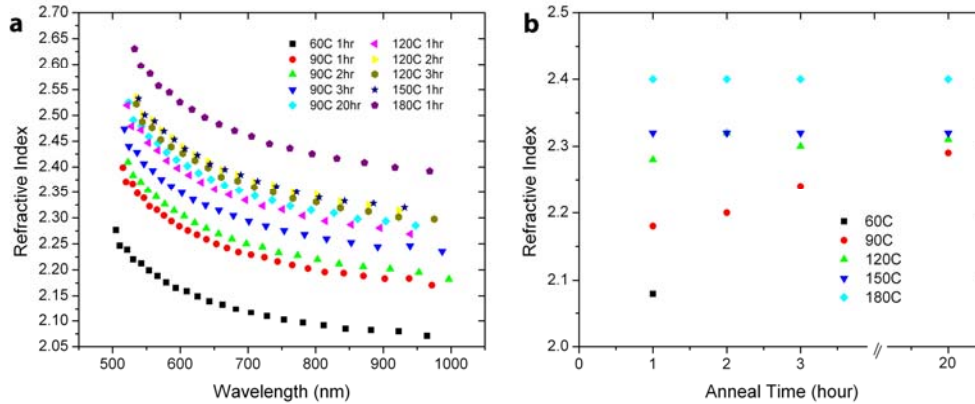 a
2.70
2.65
2.60
2.55
2.50
2.45
2.40
2.35
2.30
2.25
2.20
2.15
2.10
2.05
Refractive Index
60C 1hr
90C 1hr
90C 2hr
90C 3hr
90C 20hr
120C 1hr
120C 2hr
120C 3hr
150C 1hr
180C 1hr
500 600 700 800 900 1000
Wavelength (nm)
b
2.5
2.4
2.3
2.2
2.1
2.0
Refractive Index
60C
90C
120C
150C
180C
0 1 2 3 // 20
Anneal Time (hour)